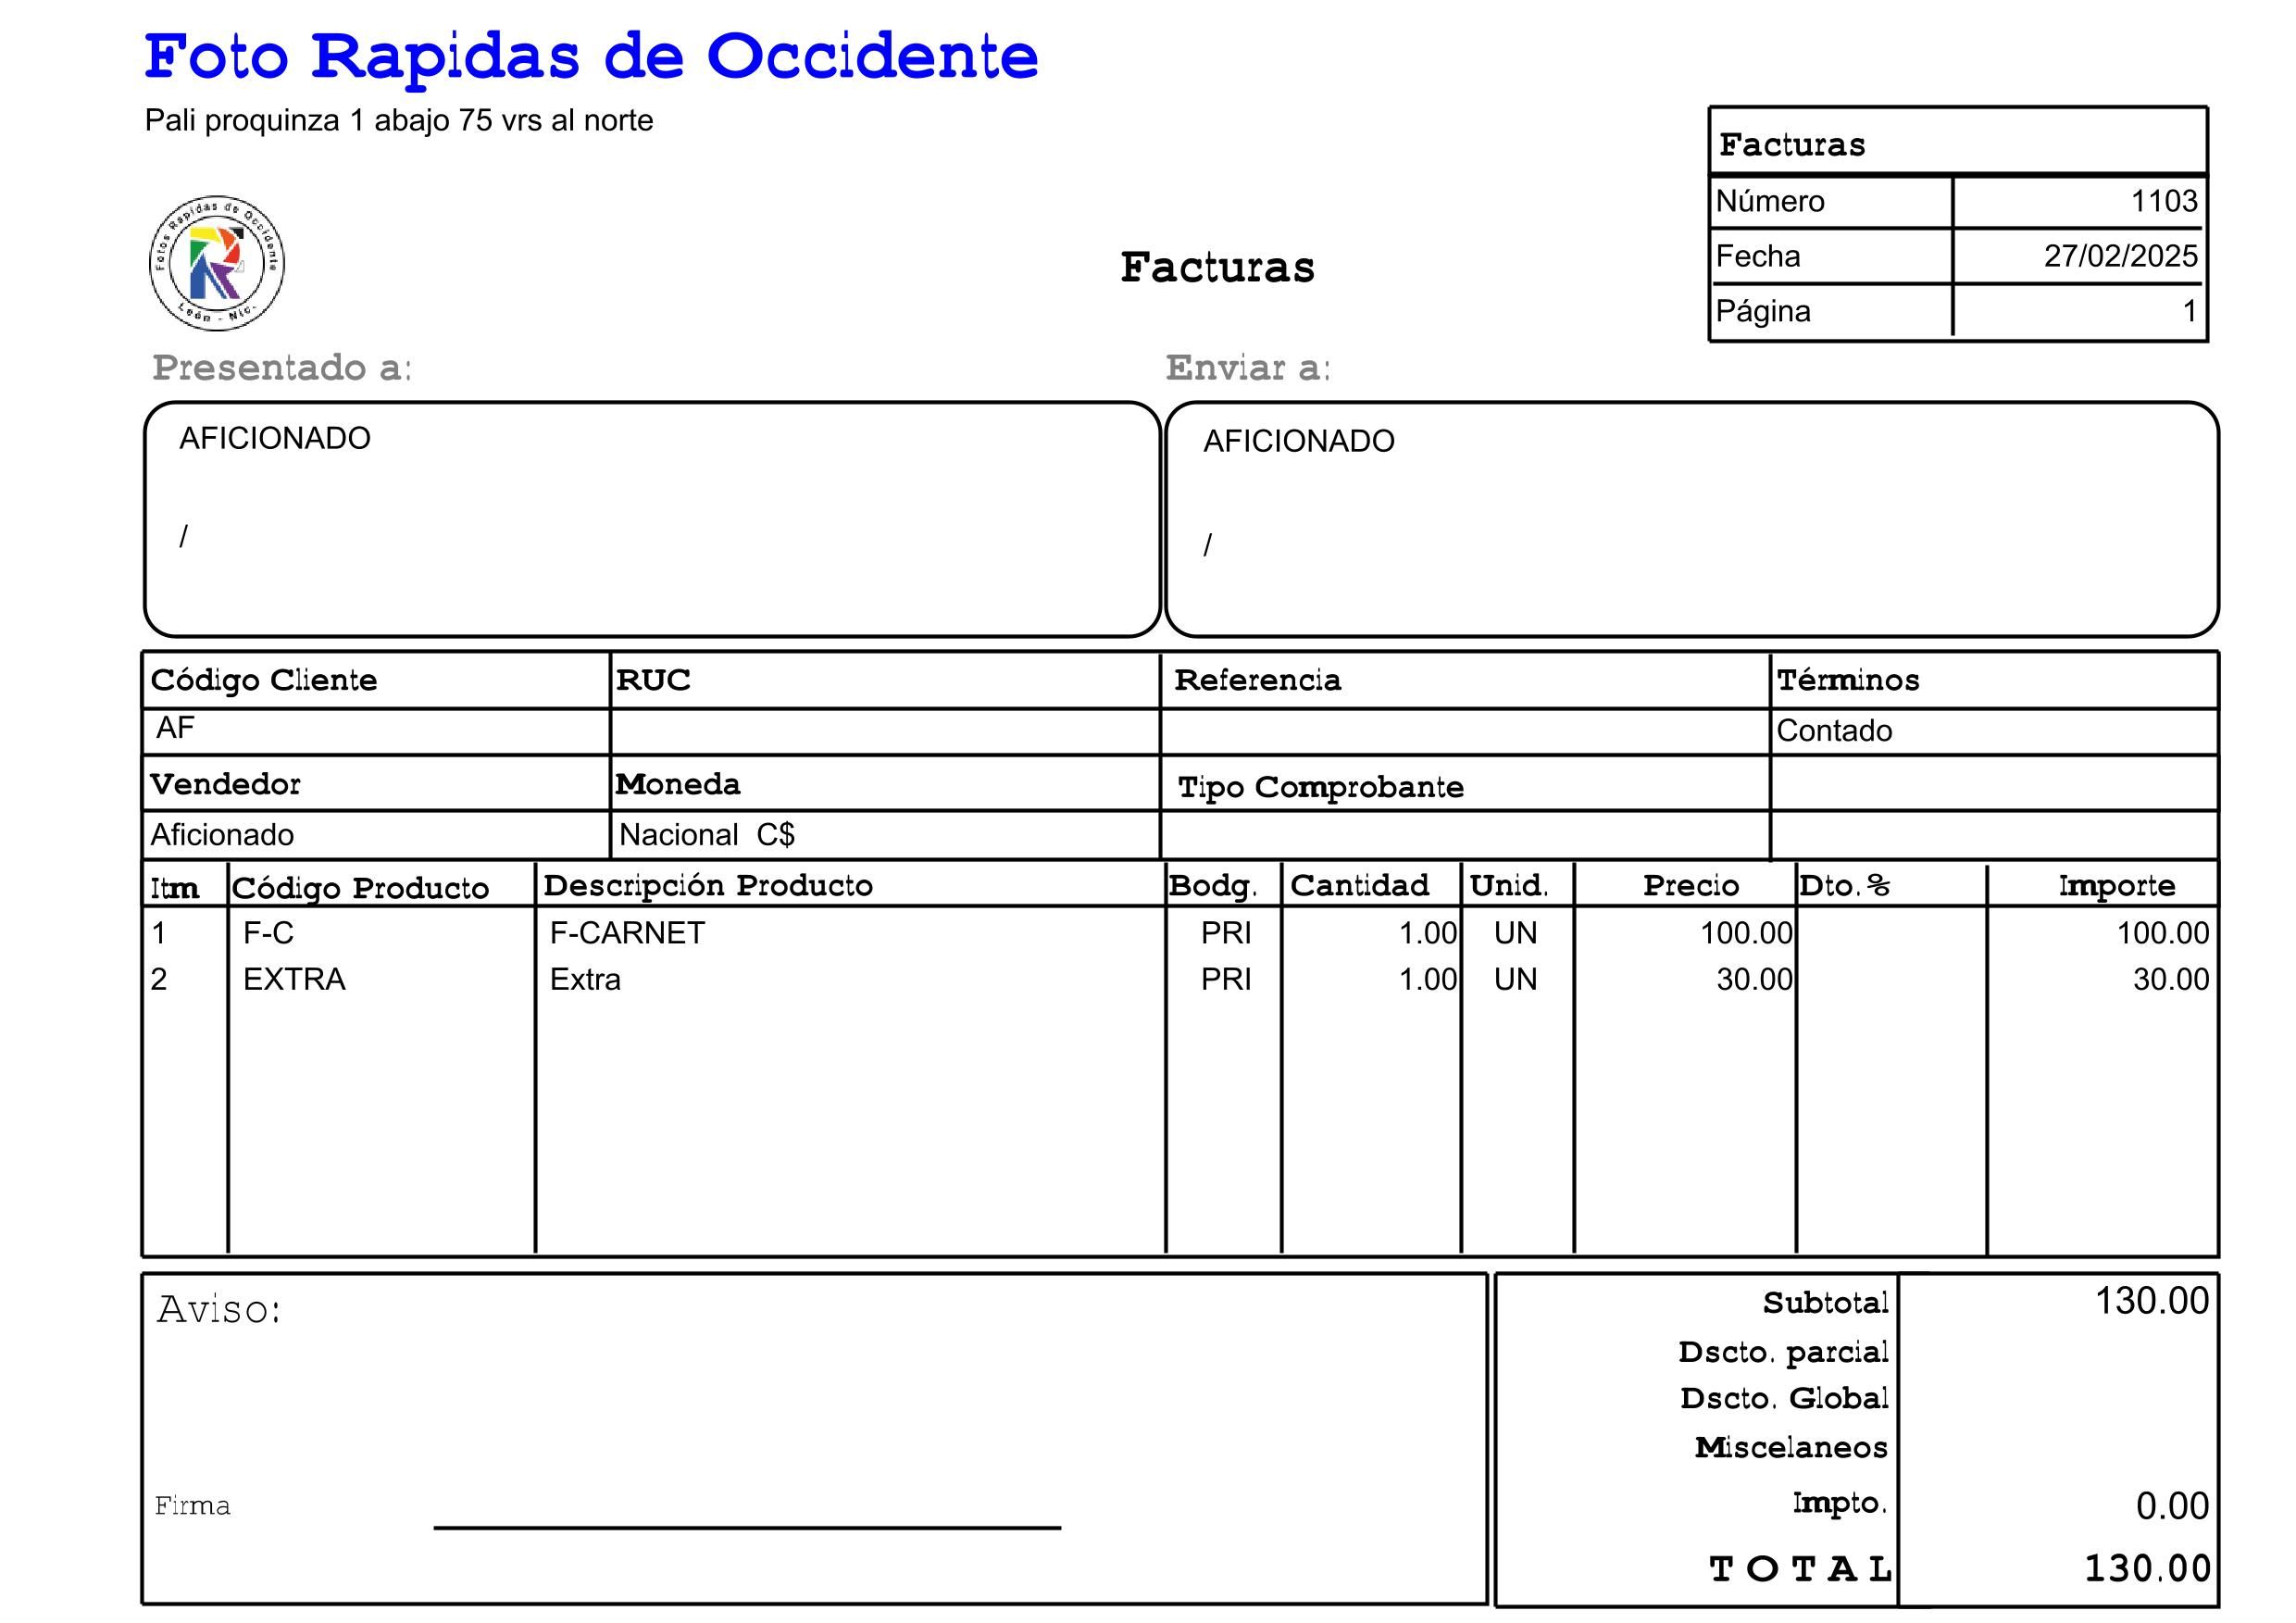 Foto Rapidas de Occidente
Pali proquinza 1 abajo 75 vrs al norte
Fotos Rapidas de Occidente
León - Nic.
Facturas
Facturas
Número 1103
Fecha 27/02/2025
Página 1
Presentado a: Enviar a:
AFICIONADO AFICIONADO
/ /
Código Cliente RUC Referencia Términos
AF Contado
Vendedor Moneda Tipo Comprobante
Aficionado Nacional C$
Itm Código Producto Descripción Producto Bodg. Cantidad Unid. Precio Dto.% Importe
1 F-C F-CARNET PRI 1.00 UN 100.00 100.00
2 EXTRA Extra PRI 1.00 UN 30.00 30.00
Aviso:
Firma
Subtotal 130.00
Dscto. parcial
Dscto. Global
Miscelaneos
Impto. 0.00
TOTAL 130.00